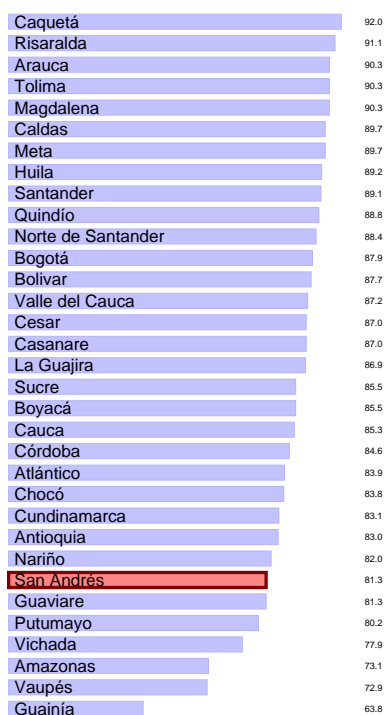 Caquetá 92.0
Risaralda 91.1
Arauca 90.3
Tolima 90.3
Magdalena 90.3
Caldas 89.7
Meta 89.7
Huila 89.2
Santander 89.1
Quindío 88.8
Norte de Santander 88.4
Bogotá 87.9
Bolivar 87.7
Valle del Cauca 87.2
Cesar 87.0
Casanare 87.0
La Guajira 86.9
Sucre 85.5
Boyacá 85.5
Cauca 85.3
Córdoba 84.6
Atlántico 83.9
Chocó 83.8
Cundinamarca 83.1
Antioquia 83.0
Nariño 82.0
San Andrés 81.3
Guaviare 81.3
Putumayo 80.2
Vichada 77.9
Amazonas 73.1
Vaupés 72.9
Guainía 63.8